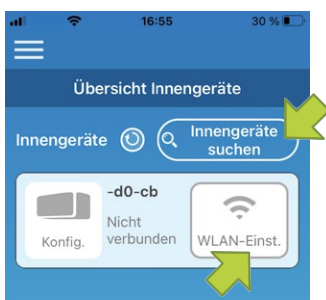 16:55 30 %
Übersicht Innengeräte
Innengeräte
Innengeräte
suchen
-d0-cb
Nicht
verbunden
Konfig.
WLAN-Einst.